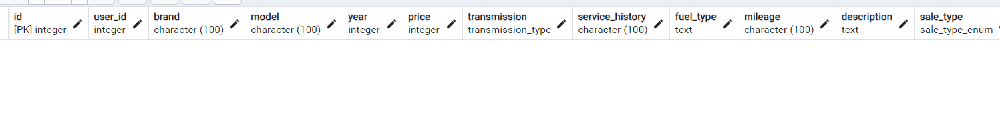 id user_id brand model year price transmission service_history fuel_type mileage description sale_type
[PK] integer integer character (100) character (100) integer integer transmission_type character (100) text character (100) text sale_type_enum